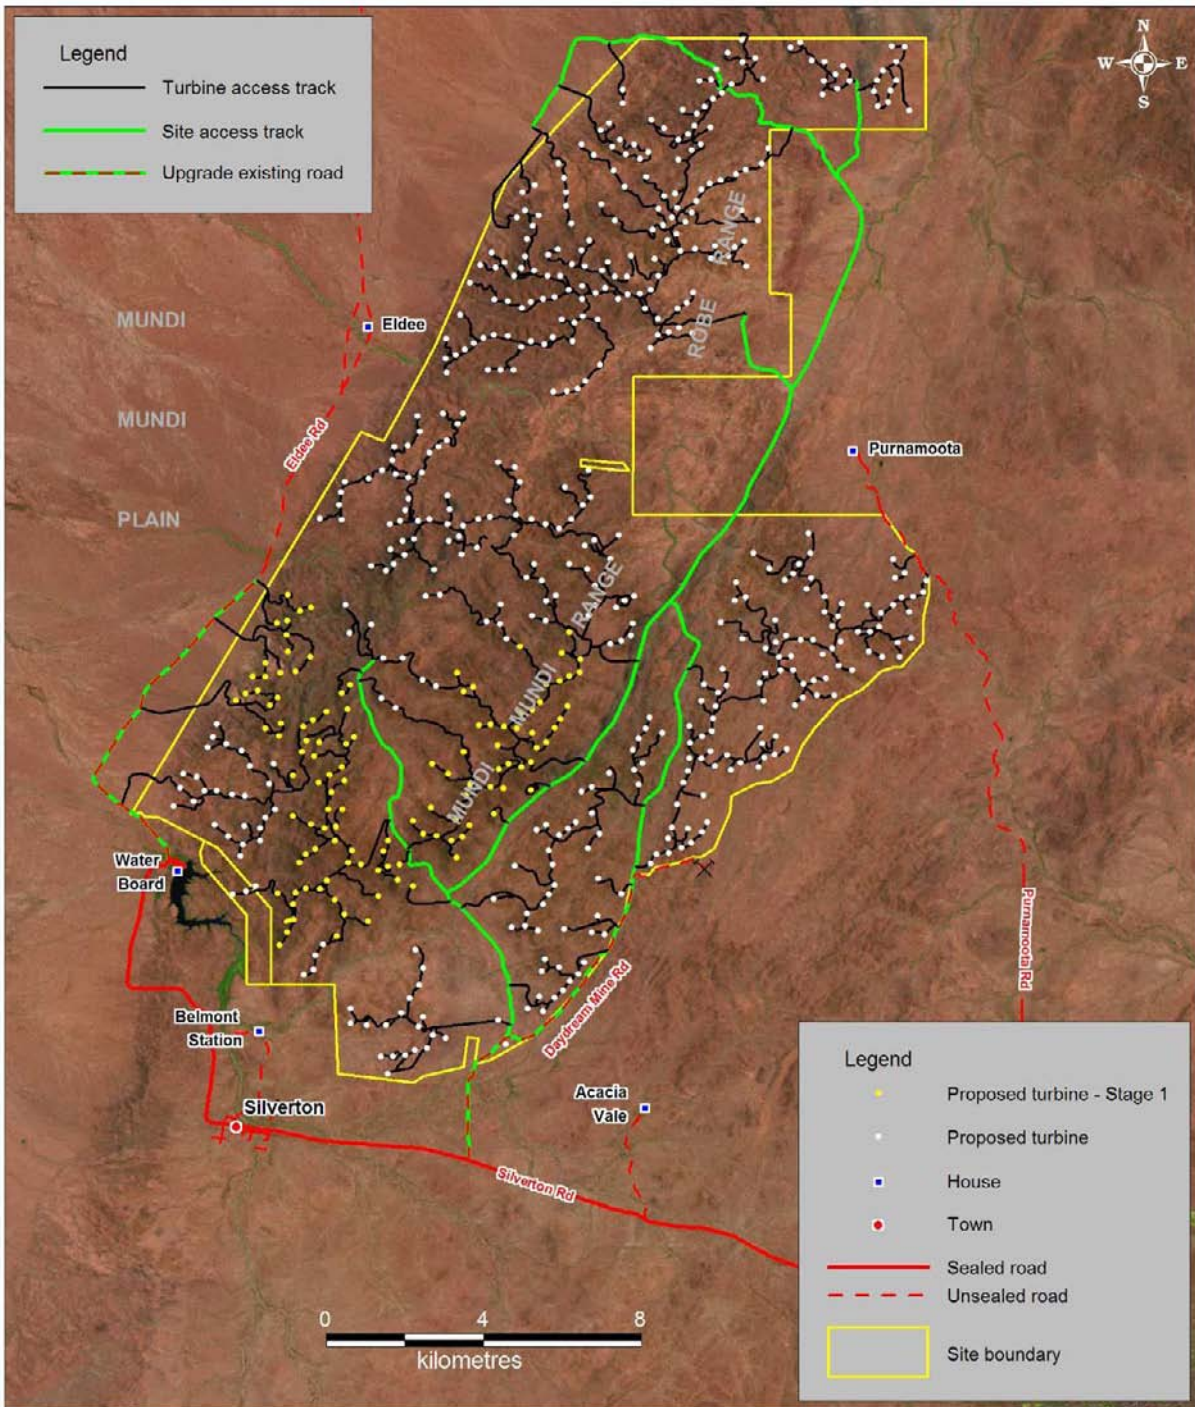 Legend
Turbine access track
Site access track
Upgrade existing road
N
W E
S
RANGE
ROBE
MUNDI
Eldee
MUNDI
Eldee Rd
Purnamoota
PLAIN
RANGE
MUNDI
MUNDI
Water
Board
Purnamoota Rd
Daydream Mine Rd
Belmont
Station
Silverton
Acacia
Vale
Silverton Rd
Legend
Proposed turbine - Stage 1
Proposed turbine
House
Town
Sealed road
Unsealed road
Site boundary
0 4 8
kilometres